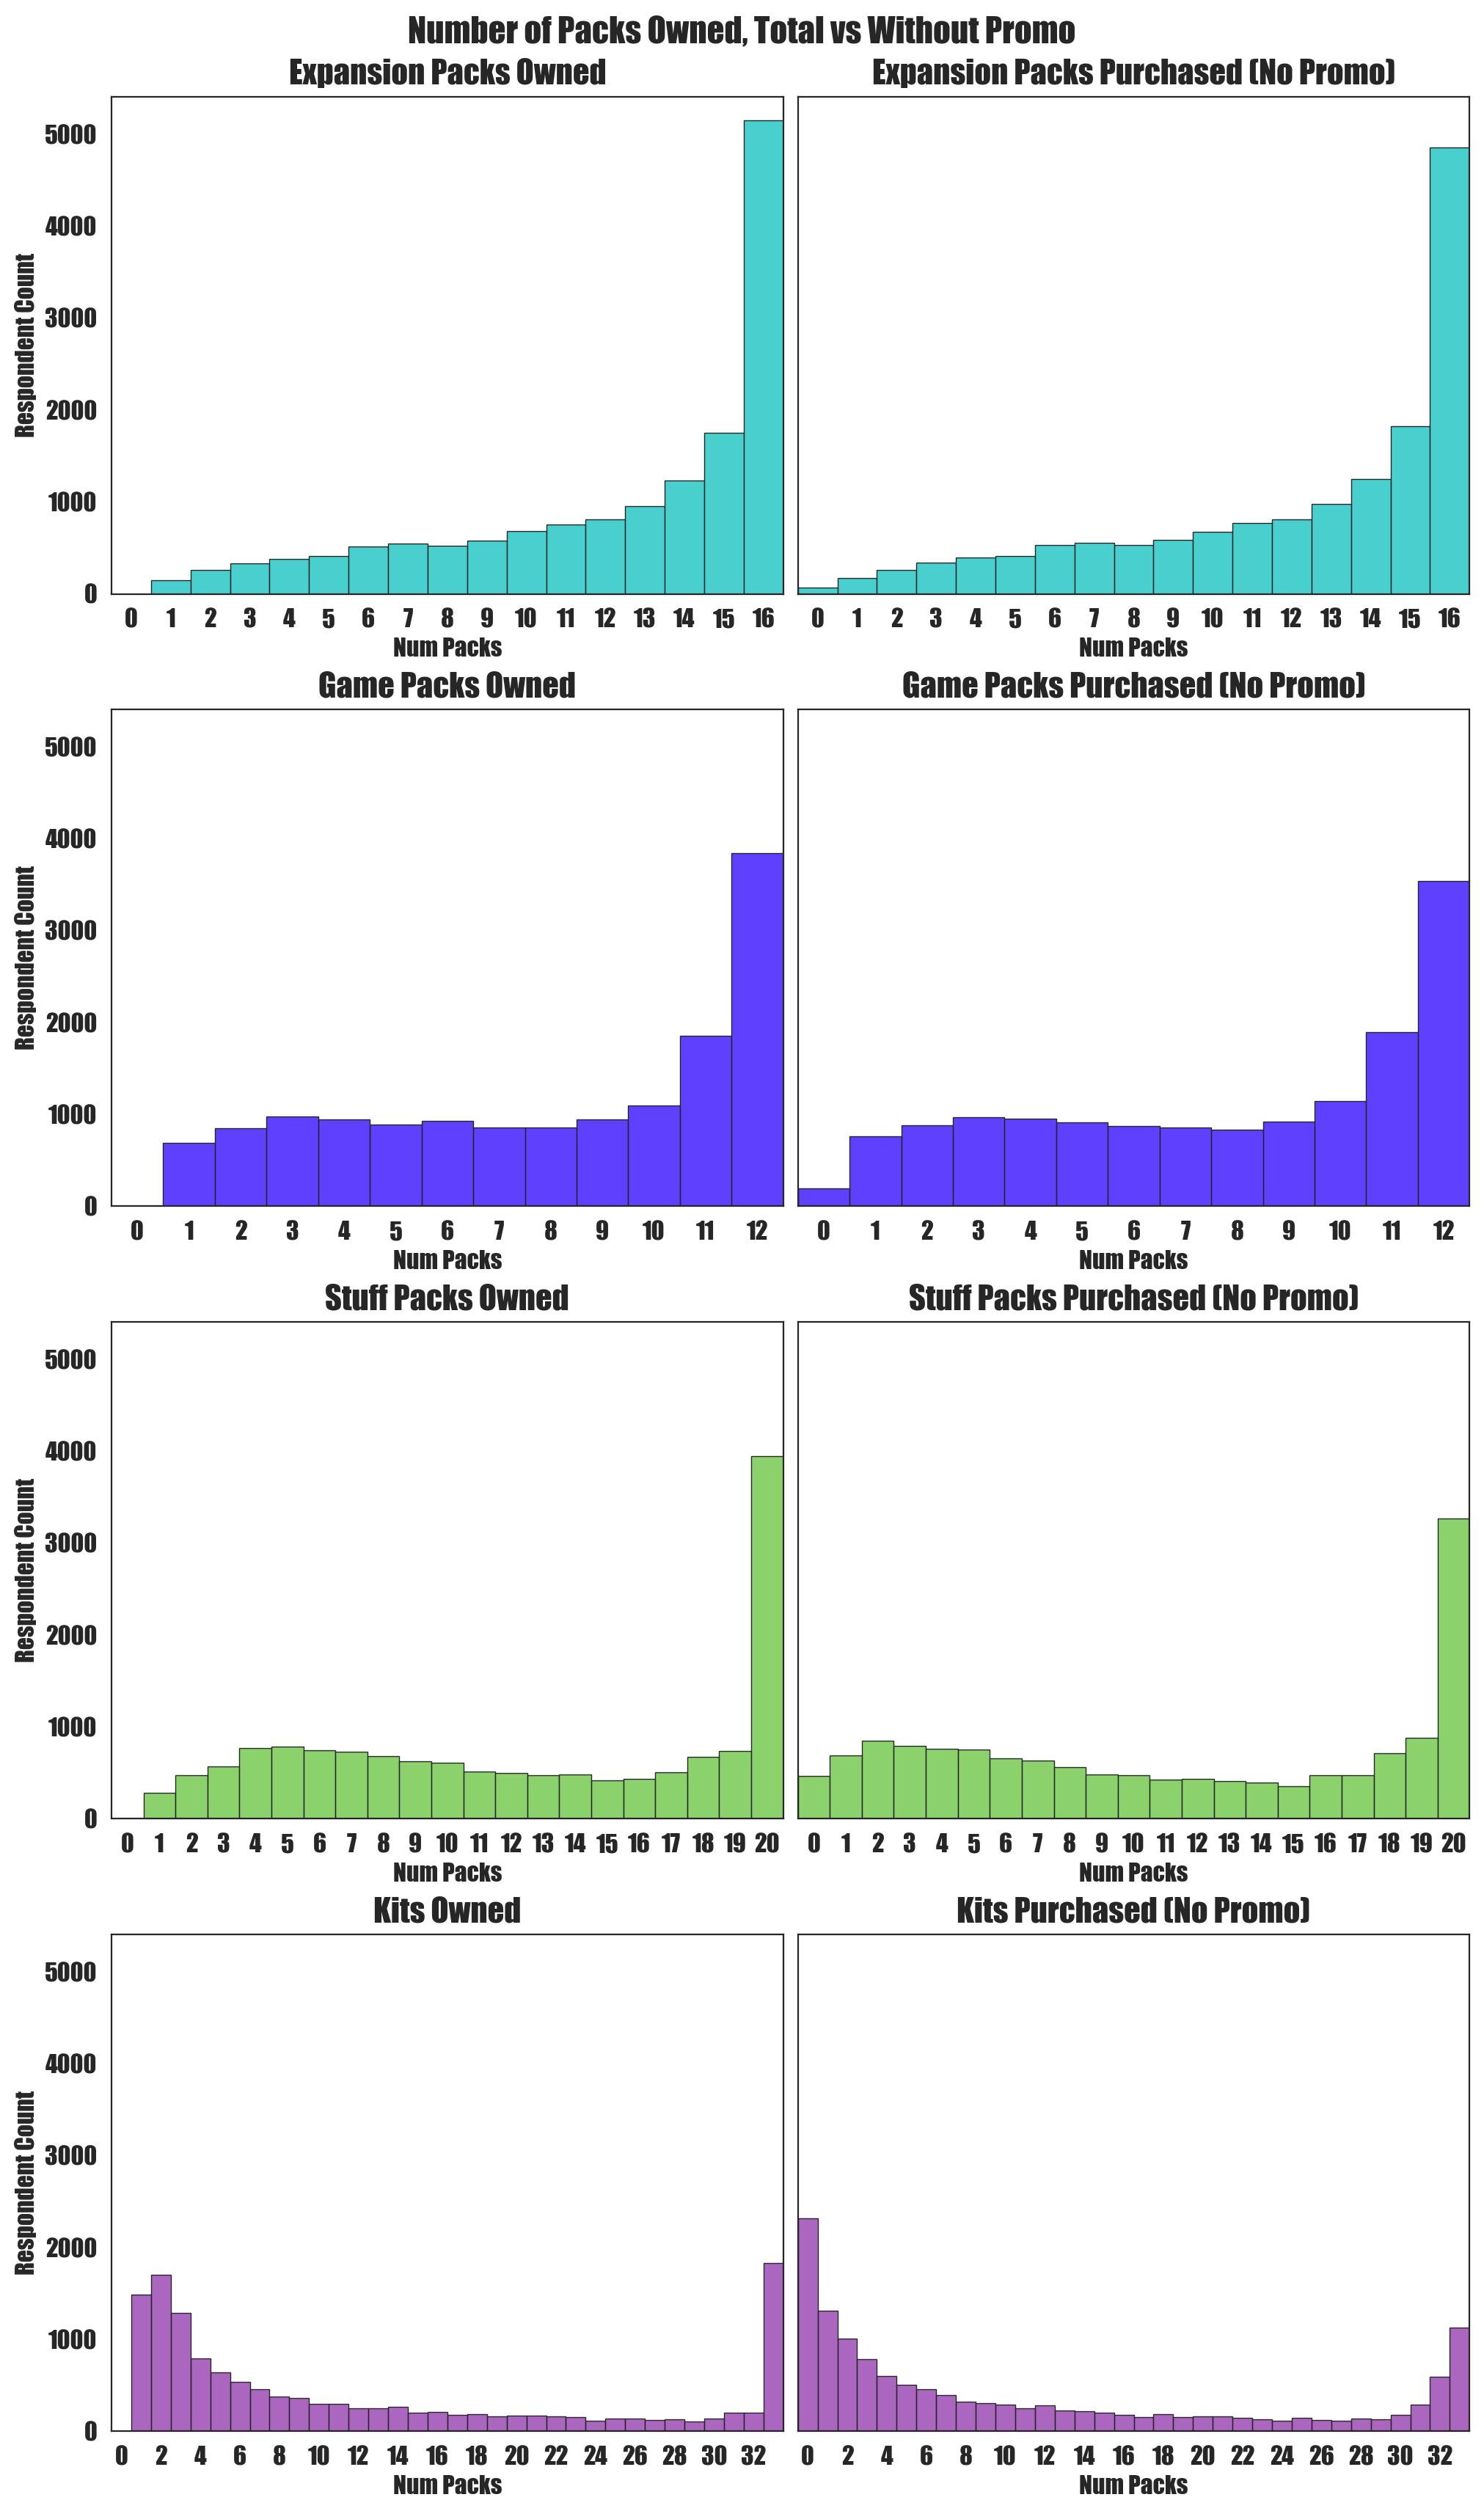 Number of Packs Owned, Total vs Without Promo
Expansion Packs Owned
Respondent Count
5000
4000
3000
2000
1000
0
0 1 2 3 4 5 6 7 8 9 10 11 12 13 14 15 16
Num Packs
Expansion Packs Purchased (No Promo)
0 1 2 3 4 5 6 7 8 9 10 11 12 13 14 15 16
Num Packs
Game Packs Owned
Respondent Count
5000
4000
3000
2000
1000
0
0 1 2 3 4 5 6 7 8 9 10 11 12
Num Packs
Game Packs Purchased (No Promo)
0 1 2 3 4 5 6 7 8 9 10 11 12
Num Packs
Stuff Packs Owned
Respondent Count
5000
4000
3000
2000
1000
0
0 1 2 3 4 5 6 7 8 9 10 11 12 13 14 15 16 17 18 19 20
Num Packs
Stuff Packs Purchased (No Promo)
0 1 2 3 4 5 6 7 8 9 10 11 12 13 14 15 16 17 18 19 20
Num Packs
Kits Owned
Respondent Count
5000
4000
3000
2000
1000
0
0 2 4 6 8 10 12 14 16 18 20 22 24 26 28 30 32
Num Packs
Kits Purchased (No Promo)
0 2 4 6 8 10 12 14 16 18 20 22 24 26 28 30 32
Num Packs